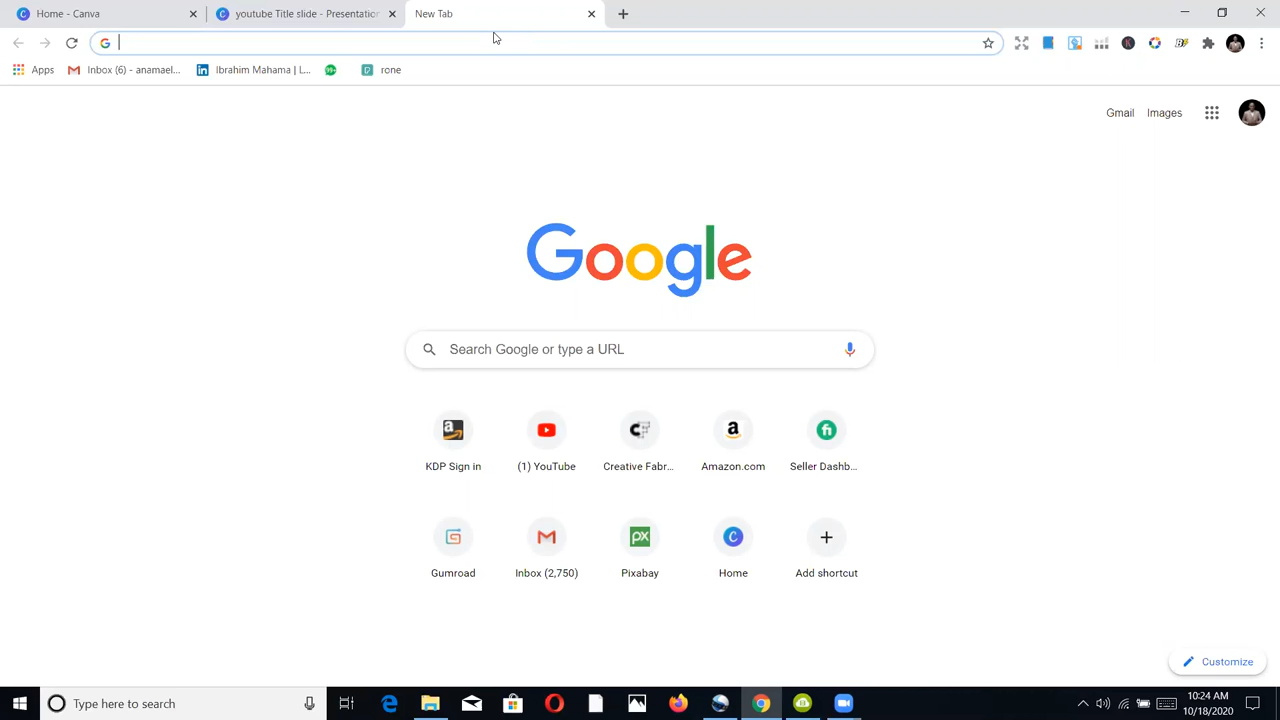 Home - Canva
youtube Title slide - Presentation
New Tab
Apps
Inbox (6) - anamael...
Ibrahim Mahama | L...
99+
rone
Gmail
Images
Google
Search Google or type a URL
KDP Sign in
(1) YouTube
Creative Fabr...
Amazon.com
Seller Dashb...
Gumroad
Inbox (2,750)
Pixabay
Home
Add shortcut
Customize
Type here to search
10:24 AM
10/18/2020